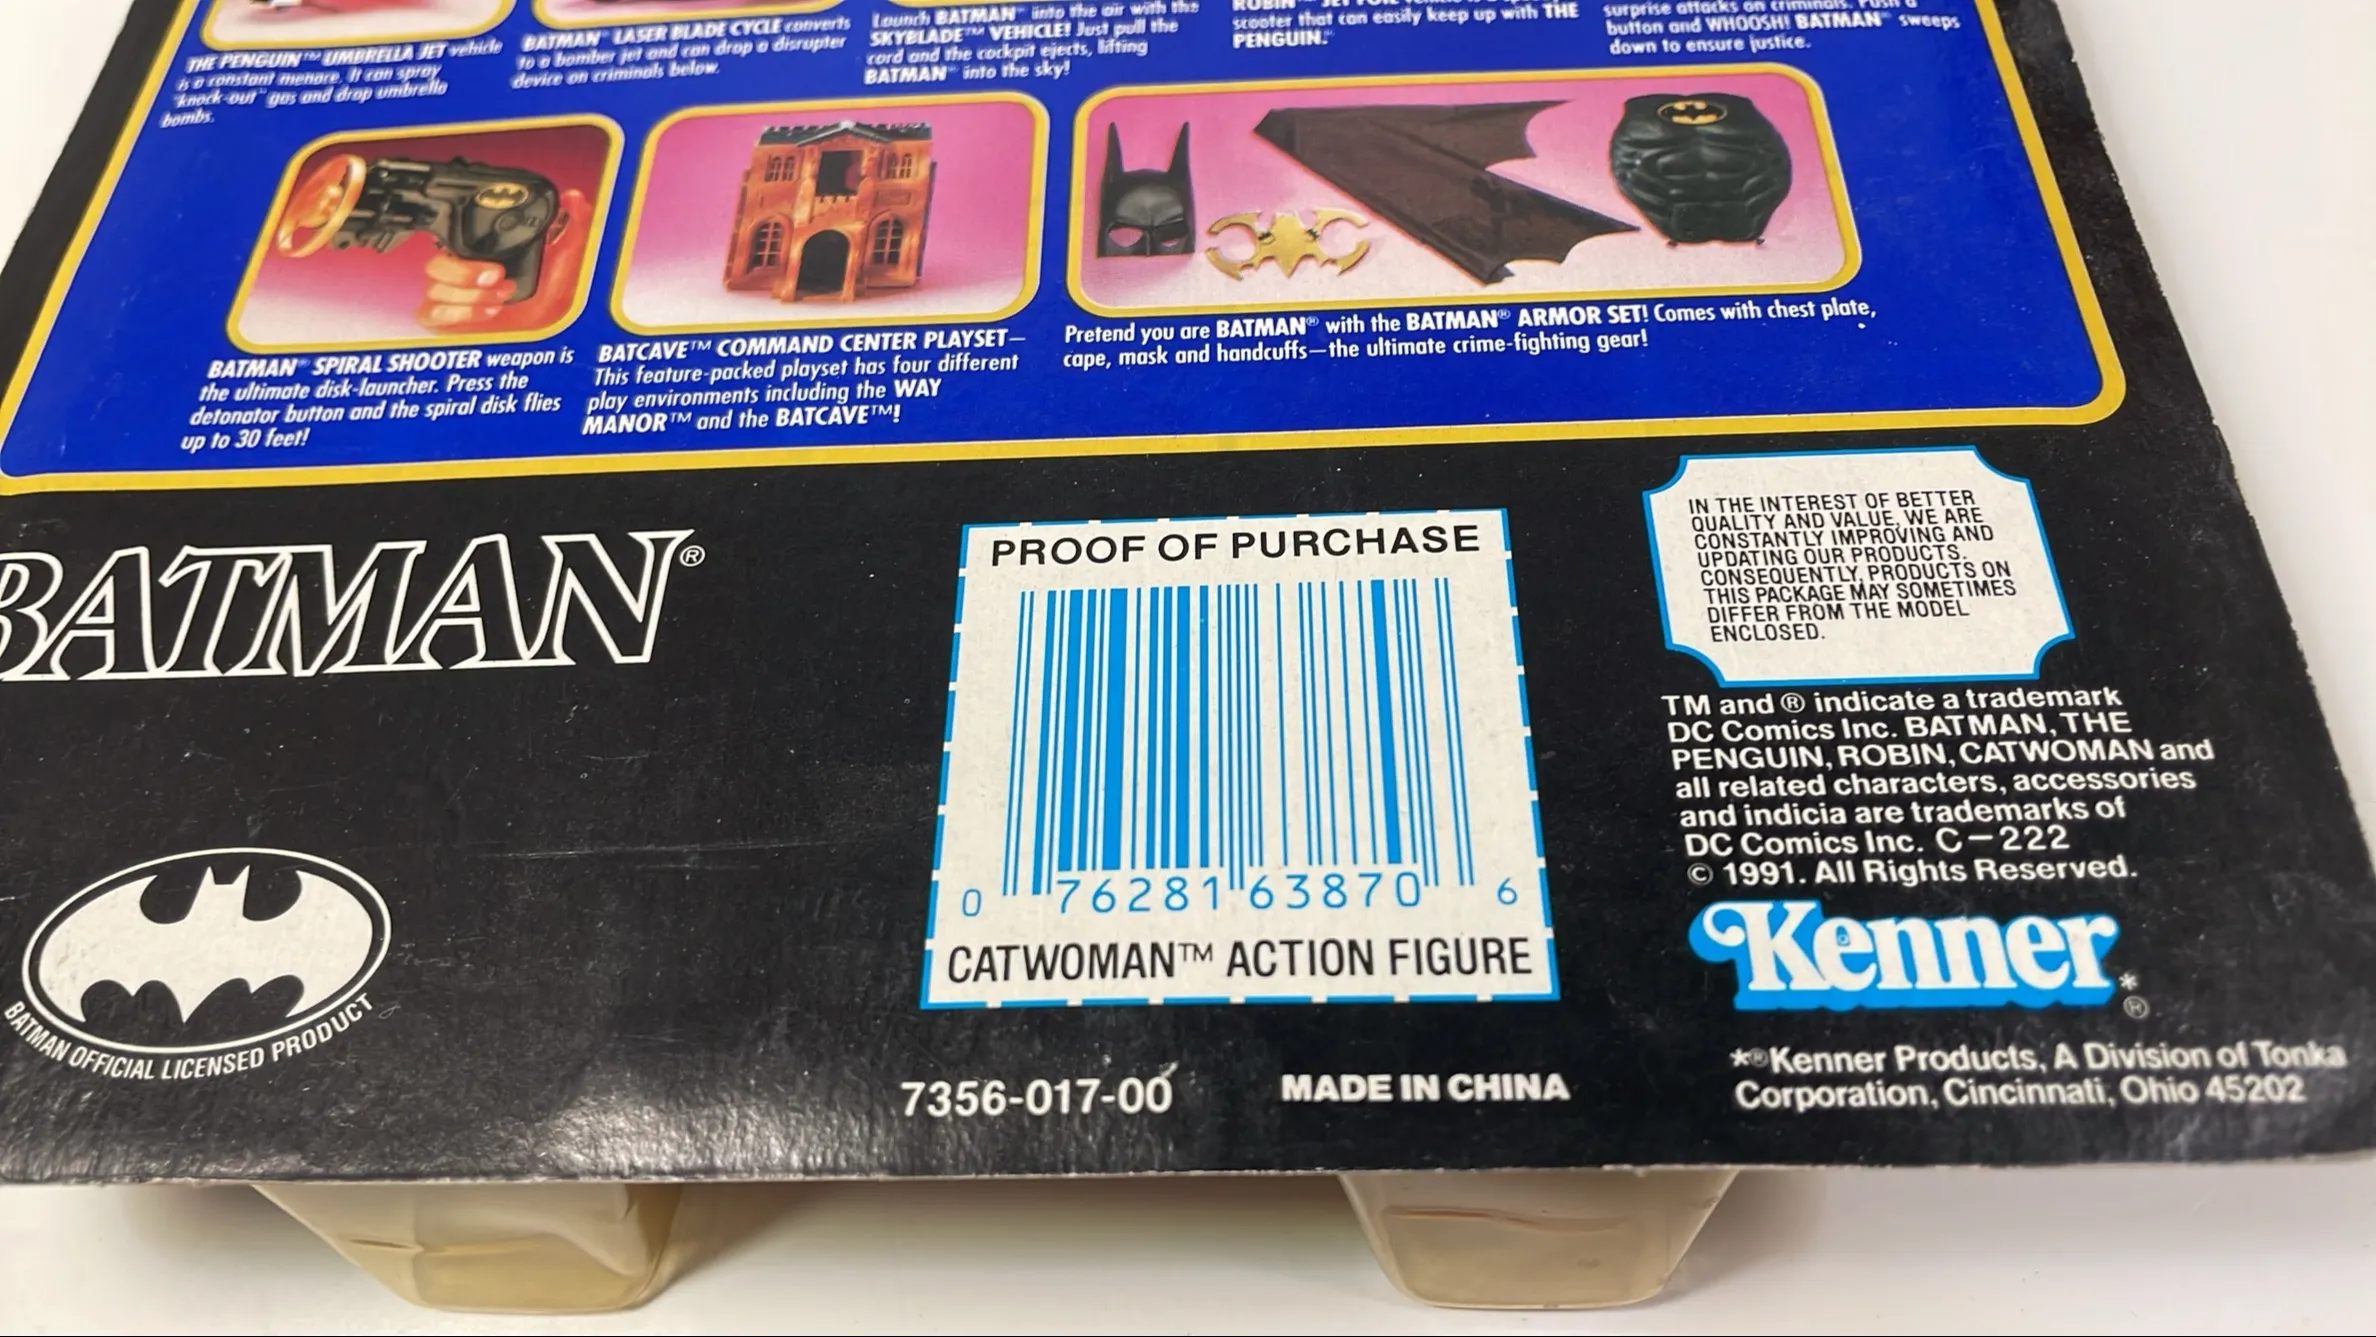 THE PENGUIN™ UMBRELLA JET vehicle
is a constant menace. It can spray
"knock-out" gas and drop umbrella
bombs.
BATMAN™ LASER BLADE CYCLE converts
to a bomber jet and can drop a disrupter
device on criminals below.
Launch BATMAN™ into the air with the
SKYBLADE™ VEHICLE! Just pull the
cord and the cockpit ejects, lifting
BATMAN™ into the sky!
scooter that can easily keep up with THE
PENGUIN.™
surprise attacks on criminals. Push a
button and WHOOSH! BATMAN™ sweeps
down to ensure justice.
BATMAN™ SPIRAL SHOOTER weapon is
the ultimate disk-launcher. Press the
detonator button and the spiral disk flies
up to 30 feet!
BATCAVE™ COMMAND CENTER PLAYSET—
This feature-packed playset has four different
play environments including the WAY
MANOR™ and the BATCAVE™!
Pretend you are BATMAN® with the BATMAN® ARMOR SET! Comes with chest plate,
cape, mask and handcuffs—the ultimate crime-fighting gear!
BATMAN®
BATMAN OFFICIAL LICENSED PRODUCT
PROOF OF PURCHASE
0 76281 63870 6
CATWOMAN™ ACTION FIGURE
7356-017-00
MADE IN CHINA
IN THE INTEREST OF BETTER
QUALITY AND VALUE, WE ARE
CONSTANTLY IMPROVING AND
UPDATING OUR PRODUCTS.
CONSEQUENTLY, PRODUCTS ON
THIS PACKAGE MAY SOMETIMES
DIFFER FROM THE MODEL
ENCLOSED.
TM and ® indicate a trademark
DC Comics Inc. BATMAN, THE
PENGUIN, ROBIN, CATWOMAN and
all related characters, accessories
and indicia are trademarks of
DC Comics Inc. C–222
© 1991. All Rights Reserved.
Kenner*®
*®Kenner Products, A Division of Tonka
Corporation, Cincinnati, Ohio 45202